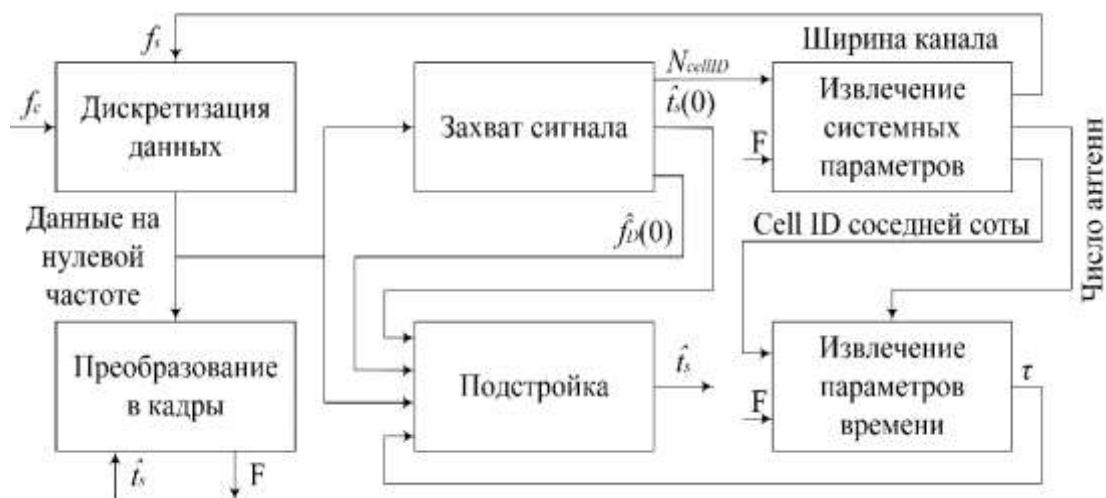 fs
Ширина канала
fc
Дискретизация
данных
Захват сигнала
NcellID
t̂s(0)
Извлечение
системных
параметров
F
Число антенн
Данные на
нулевой
частоте
f̂D(0)
Cell ID соседней соты
Преобразование
в кадры
Подстройка
t̂s
Извлечение
параметров
времени
F
τ
t̂s
F